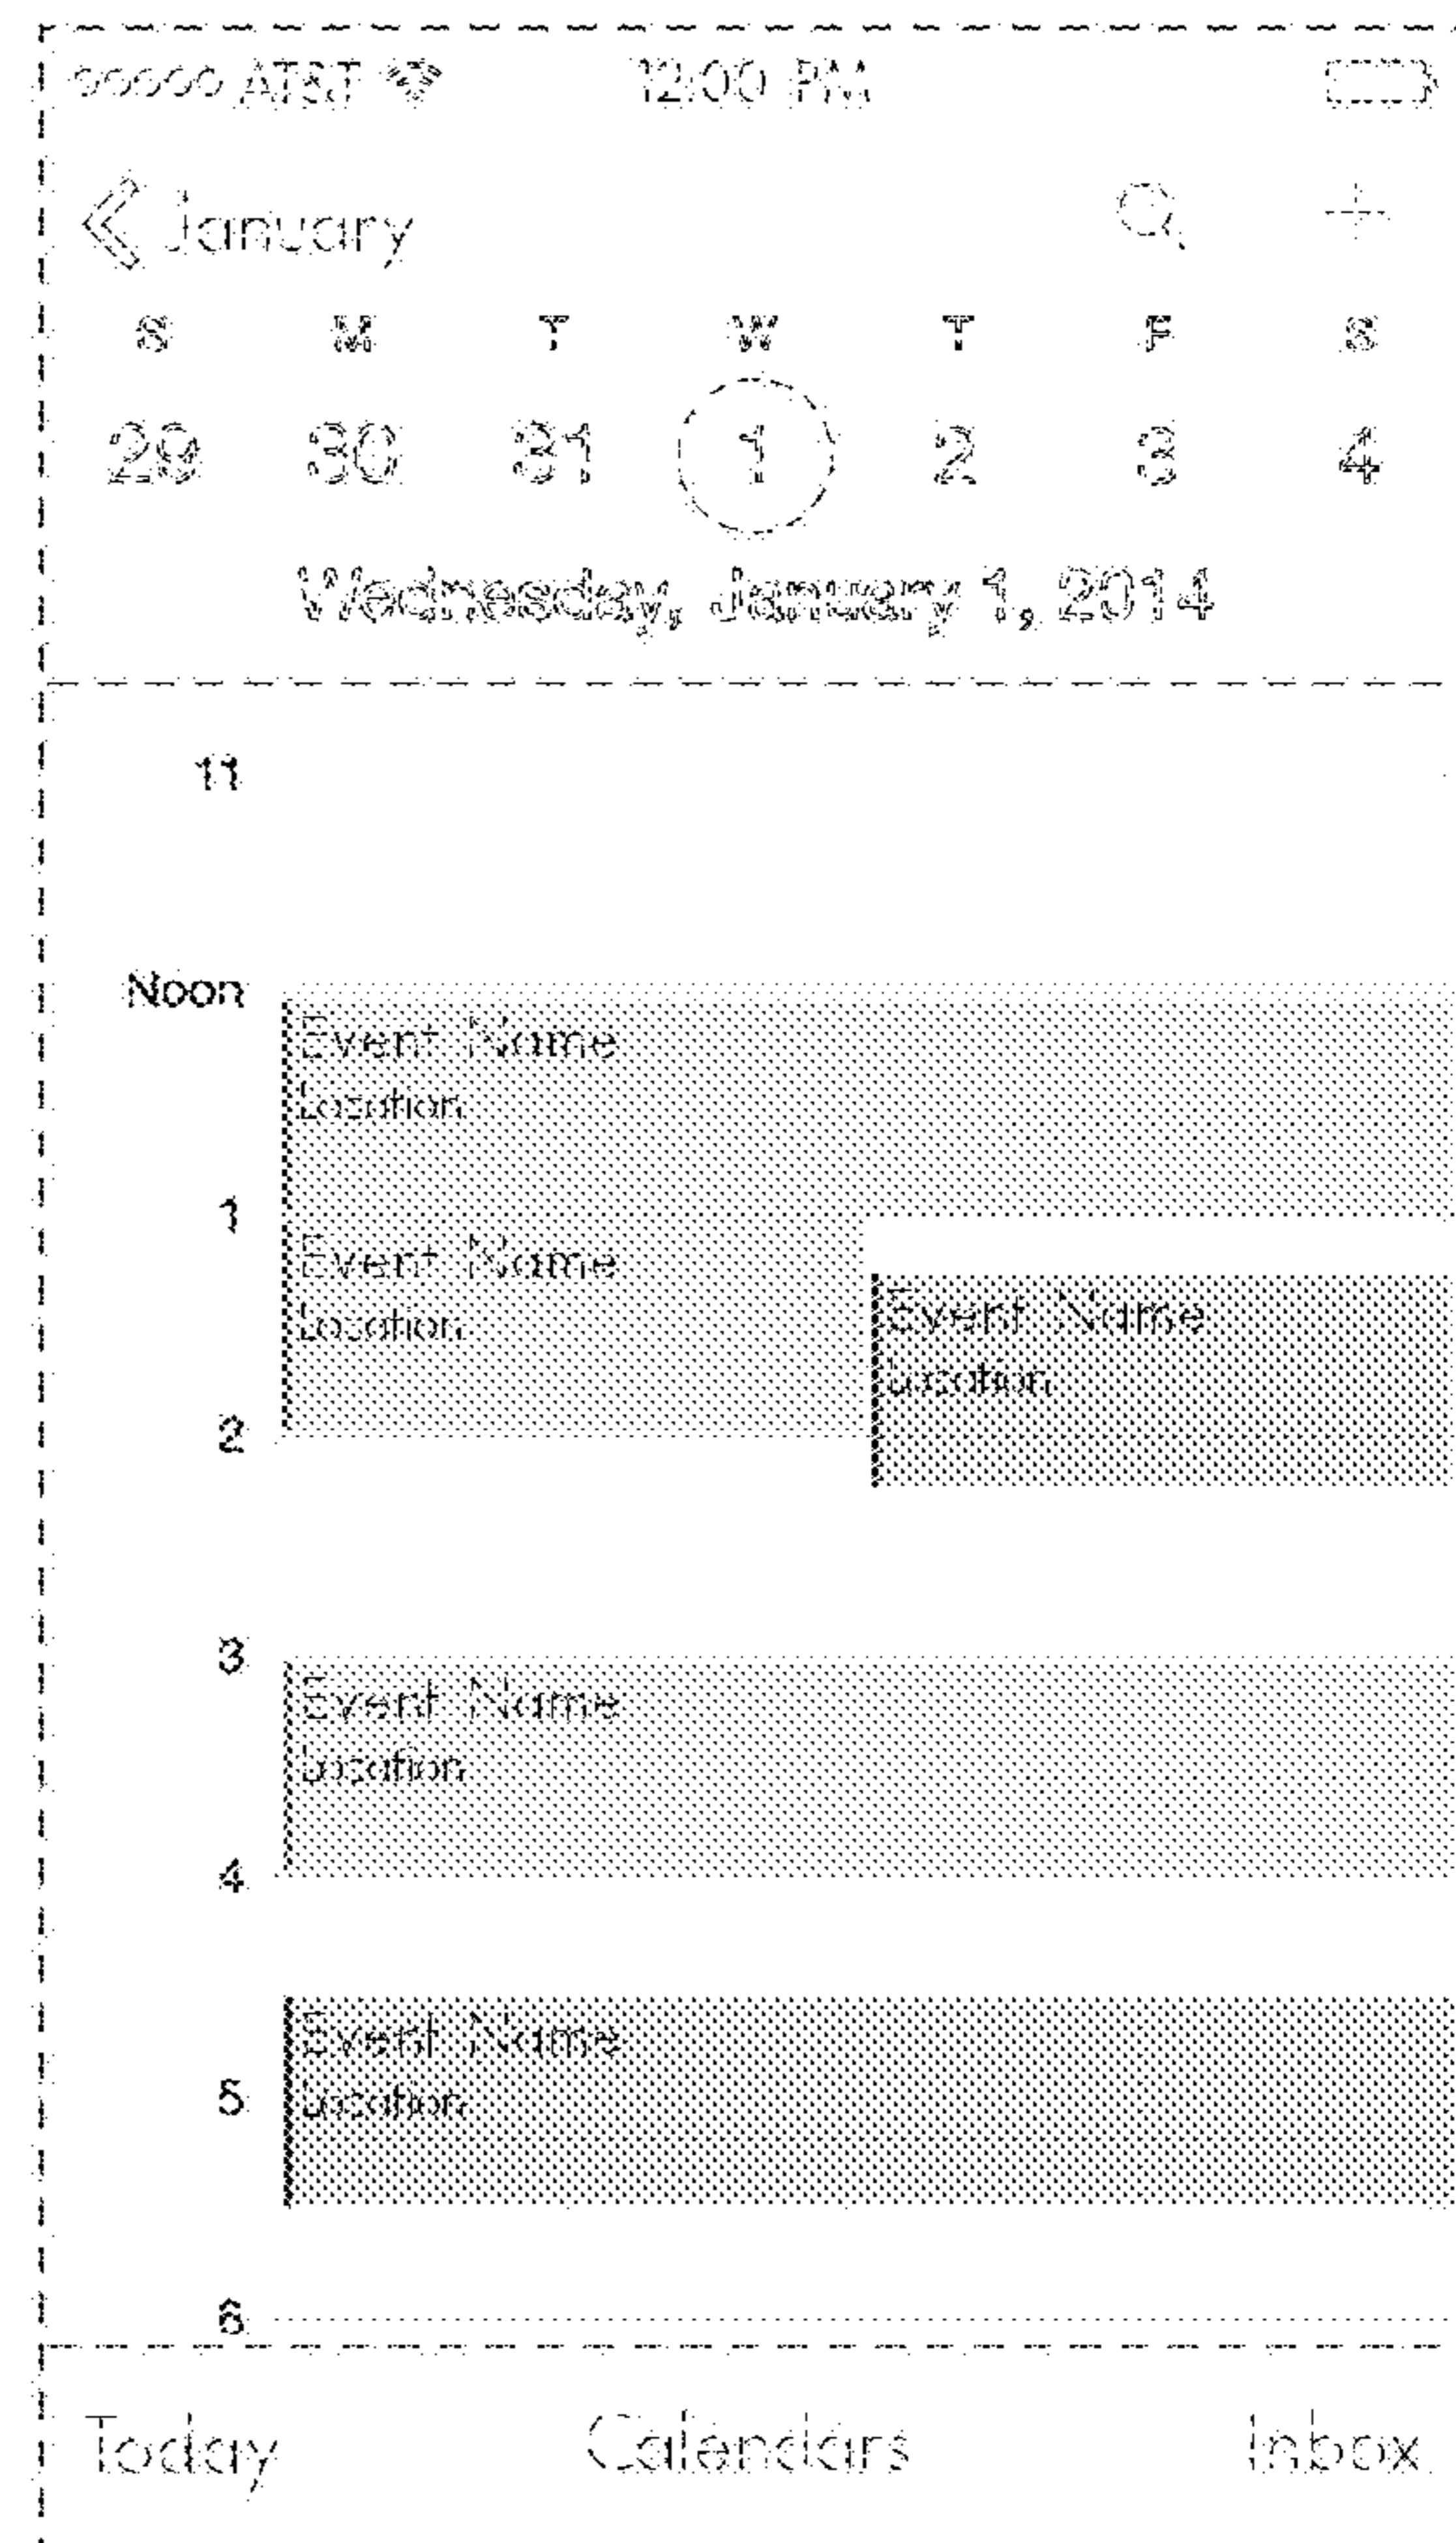 AT&T 12:00 PM
January
S M T W T F S
29 30 31 1 2 3 4
Wednesday, January 1, 2014
11
Noon
Event Name
Location
1
Event Name
Location
Event Name
Location
2
3
Event Name
Location
4
Event Name
5
Location
6
Today Calendars Inbox